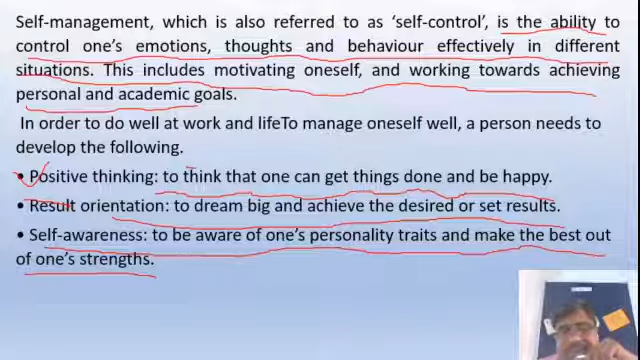 Self-management, which is also referred to as ‘self-control’, is the ability to
control one’s emotions, thoughts and behaviour effectively in different
situations. This includes motivating oneself, and working towards achieving
personal and academic goals.
In order to do well at work and lifeTo manage oneself well, a person needs to
develop the following.
• Positive thinking: to think that one can get things done and be happy.
• Result orientation: to dream big and achieve the desired or set results.
• Self-awareness: to be aware of one’s personality traits and make the best out
of one’s strengths.